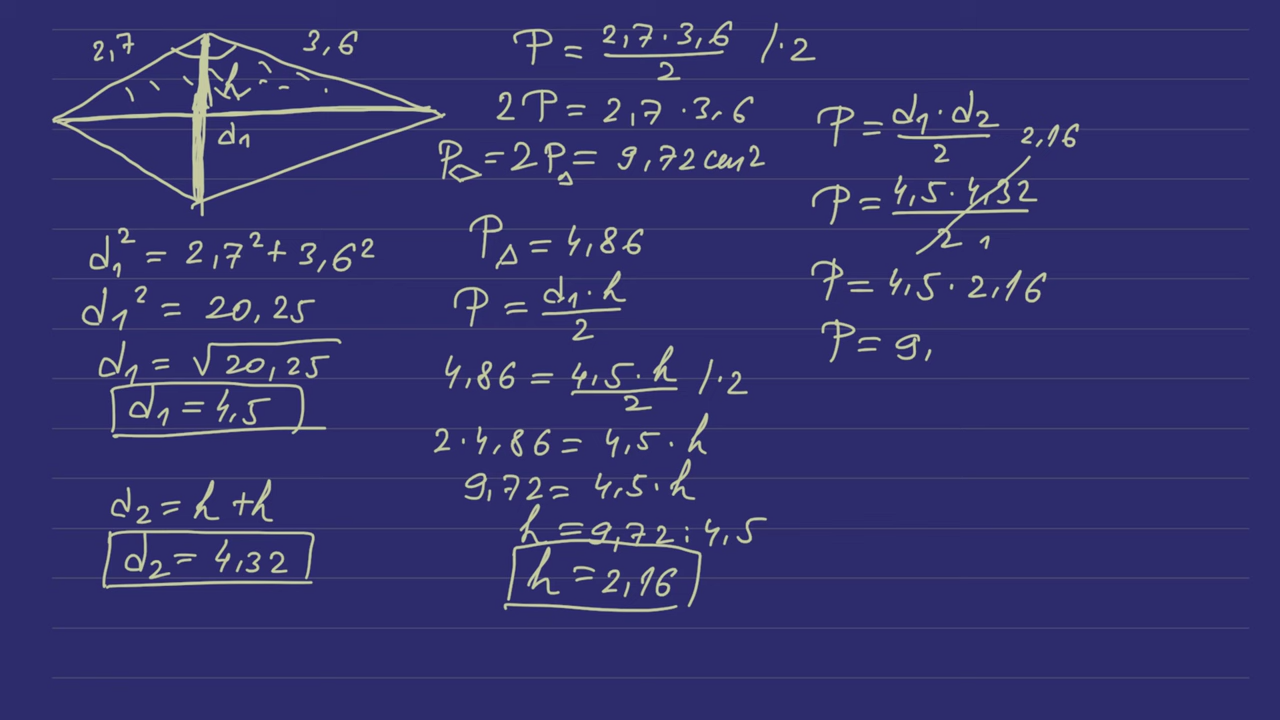 2,7
3,6
h
d₁
d₁² = 2,7² + 3,6²
d₁² = 20,25
d₁ = √20,25
d₁ = 4,5
d₂ = h + h
d₂ = 4,32
P = (2,7 · 3,6)/2 / · 2
2P = 2,7 · 3,6
P◇ = 2P△ = 9,72 cm2
P△ = 4,86
P = (d₁ · h)/2
4,86 = (4,5 · h)/2 / · 2
2 · 4,86 = 4,5 · h
9,72 = 4,5 · h
h = 9,72 : 4,5
h = 2,16
P = (d₁ · d₂)/2
2,16
P = (4,5 · 4,32)/2 1
P = 4,5 · 2,16
P = 9,